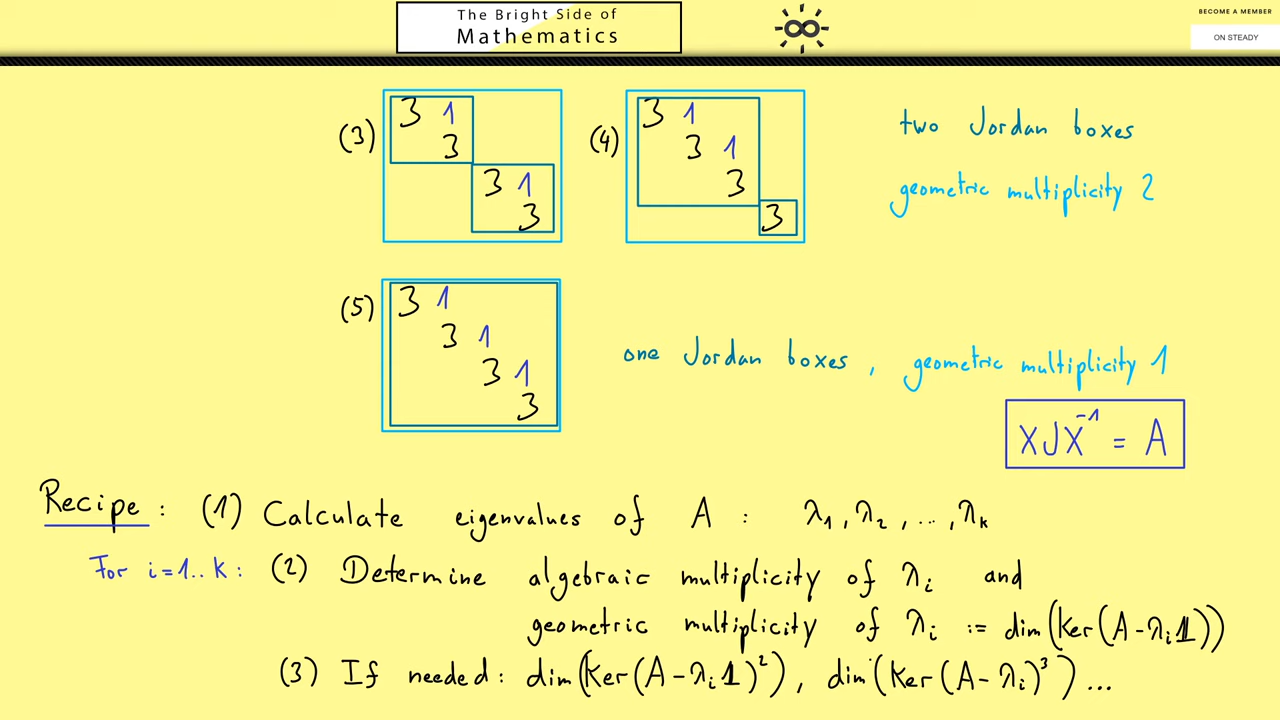 The Bright Side of
Mathematics
BECOME A MEMBER
ON STEADY
(3) 3 1 (4) 3 1 two Jordan boxes
3 3 1
3 1 3 geometric multiplicity 2
3 3
(5) 3 1
3 1 one Jordan boxes, geometric multiplicity 1
3 1
3
XJX⁻¹ = A
Recipe: (1) Calculate eigenvalues of A : λ₁, λ₂, ..., λₖ
For i=1..k: (2) Determine algebraic multiplicity of λᵢ and
geometric multiplicity of λᵢ := dim(Ker(A-λᵢ𝟙))
(3) If needed: dim(Ker(A-λᵢ𝟙)²), dim(Ker(A-λᵢ)³) ...